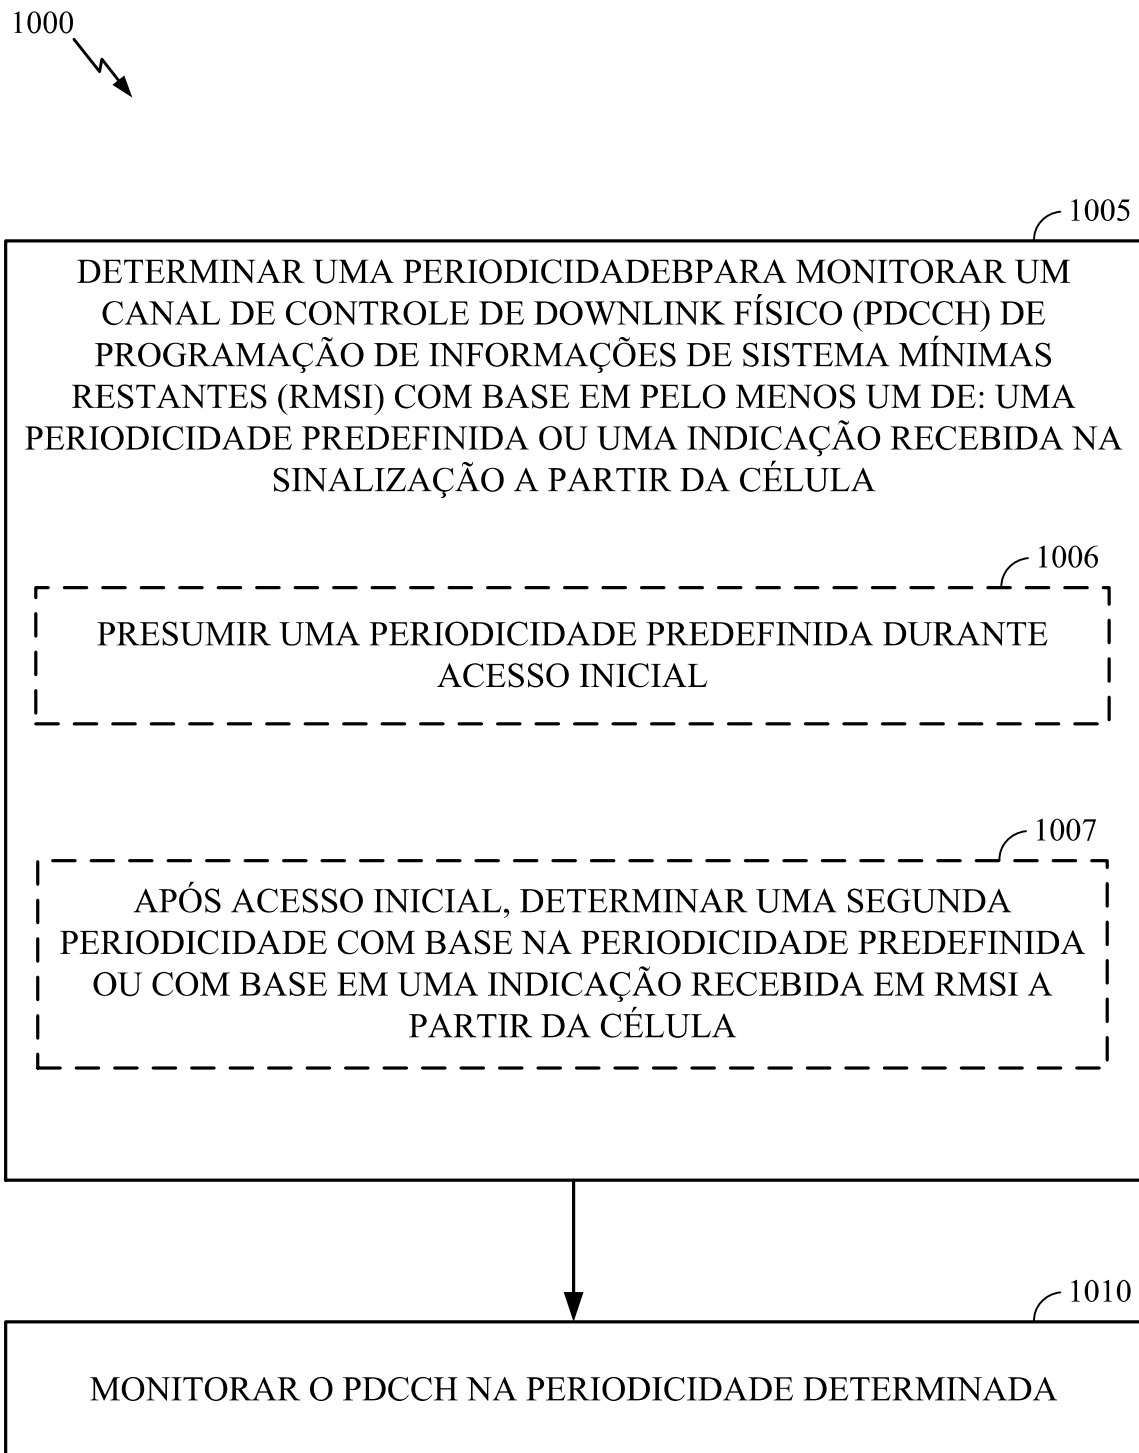 1000
1005
DETERMINAR UMA PERIODICIDADEBPARA MONITORAR UM
CANAL DE CONTROLE DE DOWNLINK FÍSICO (PDCCH) DE
PROGRAMAÇÃO DE INFORMAÇÕES DE SISTEMA MÍNIMAS
RESTANTES (RMSI) COM BASE EM PELO MENOS UM DE: UMA
PERIODICIDADE PREDEFINIDA OU UMA INDICAÇÃO RECEBIDA NA
SINALIZAÇÃO A PARTIR DA CÉLULA
1006
PRESUMIR UMA PERIODICIDADE PREDEFINIDA DURANTE
ACESSO INICIAL
1007
APÓS ACESSO INICIAL, DETERMINAR UMA SEGUNDA
PERIODICIDADE COM BASE NA PERIODICIDADE PREDEFINIDA
OU COM BASE EM UMA INDICAÇÃO RECEBIDA EM RMSI A
PARTIR DA CÉLULA
1010
MONITORAR O PDCCH NA PERIODICIDADE DETERMINADA